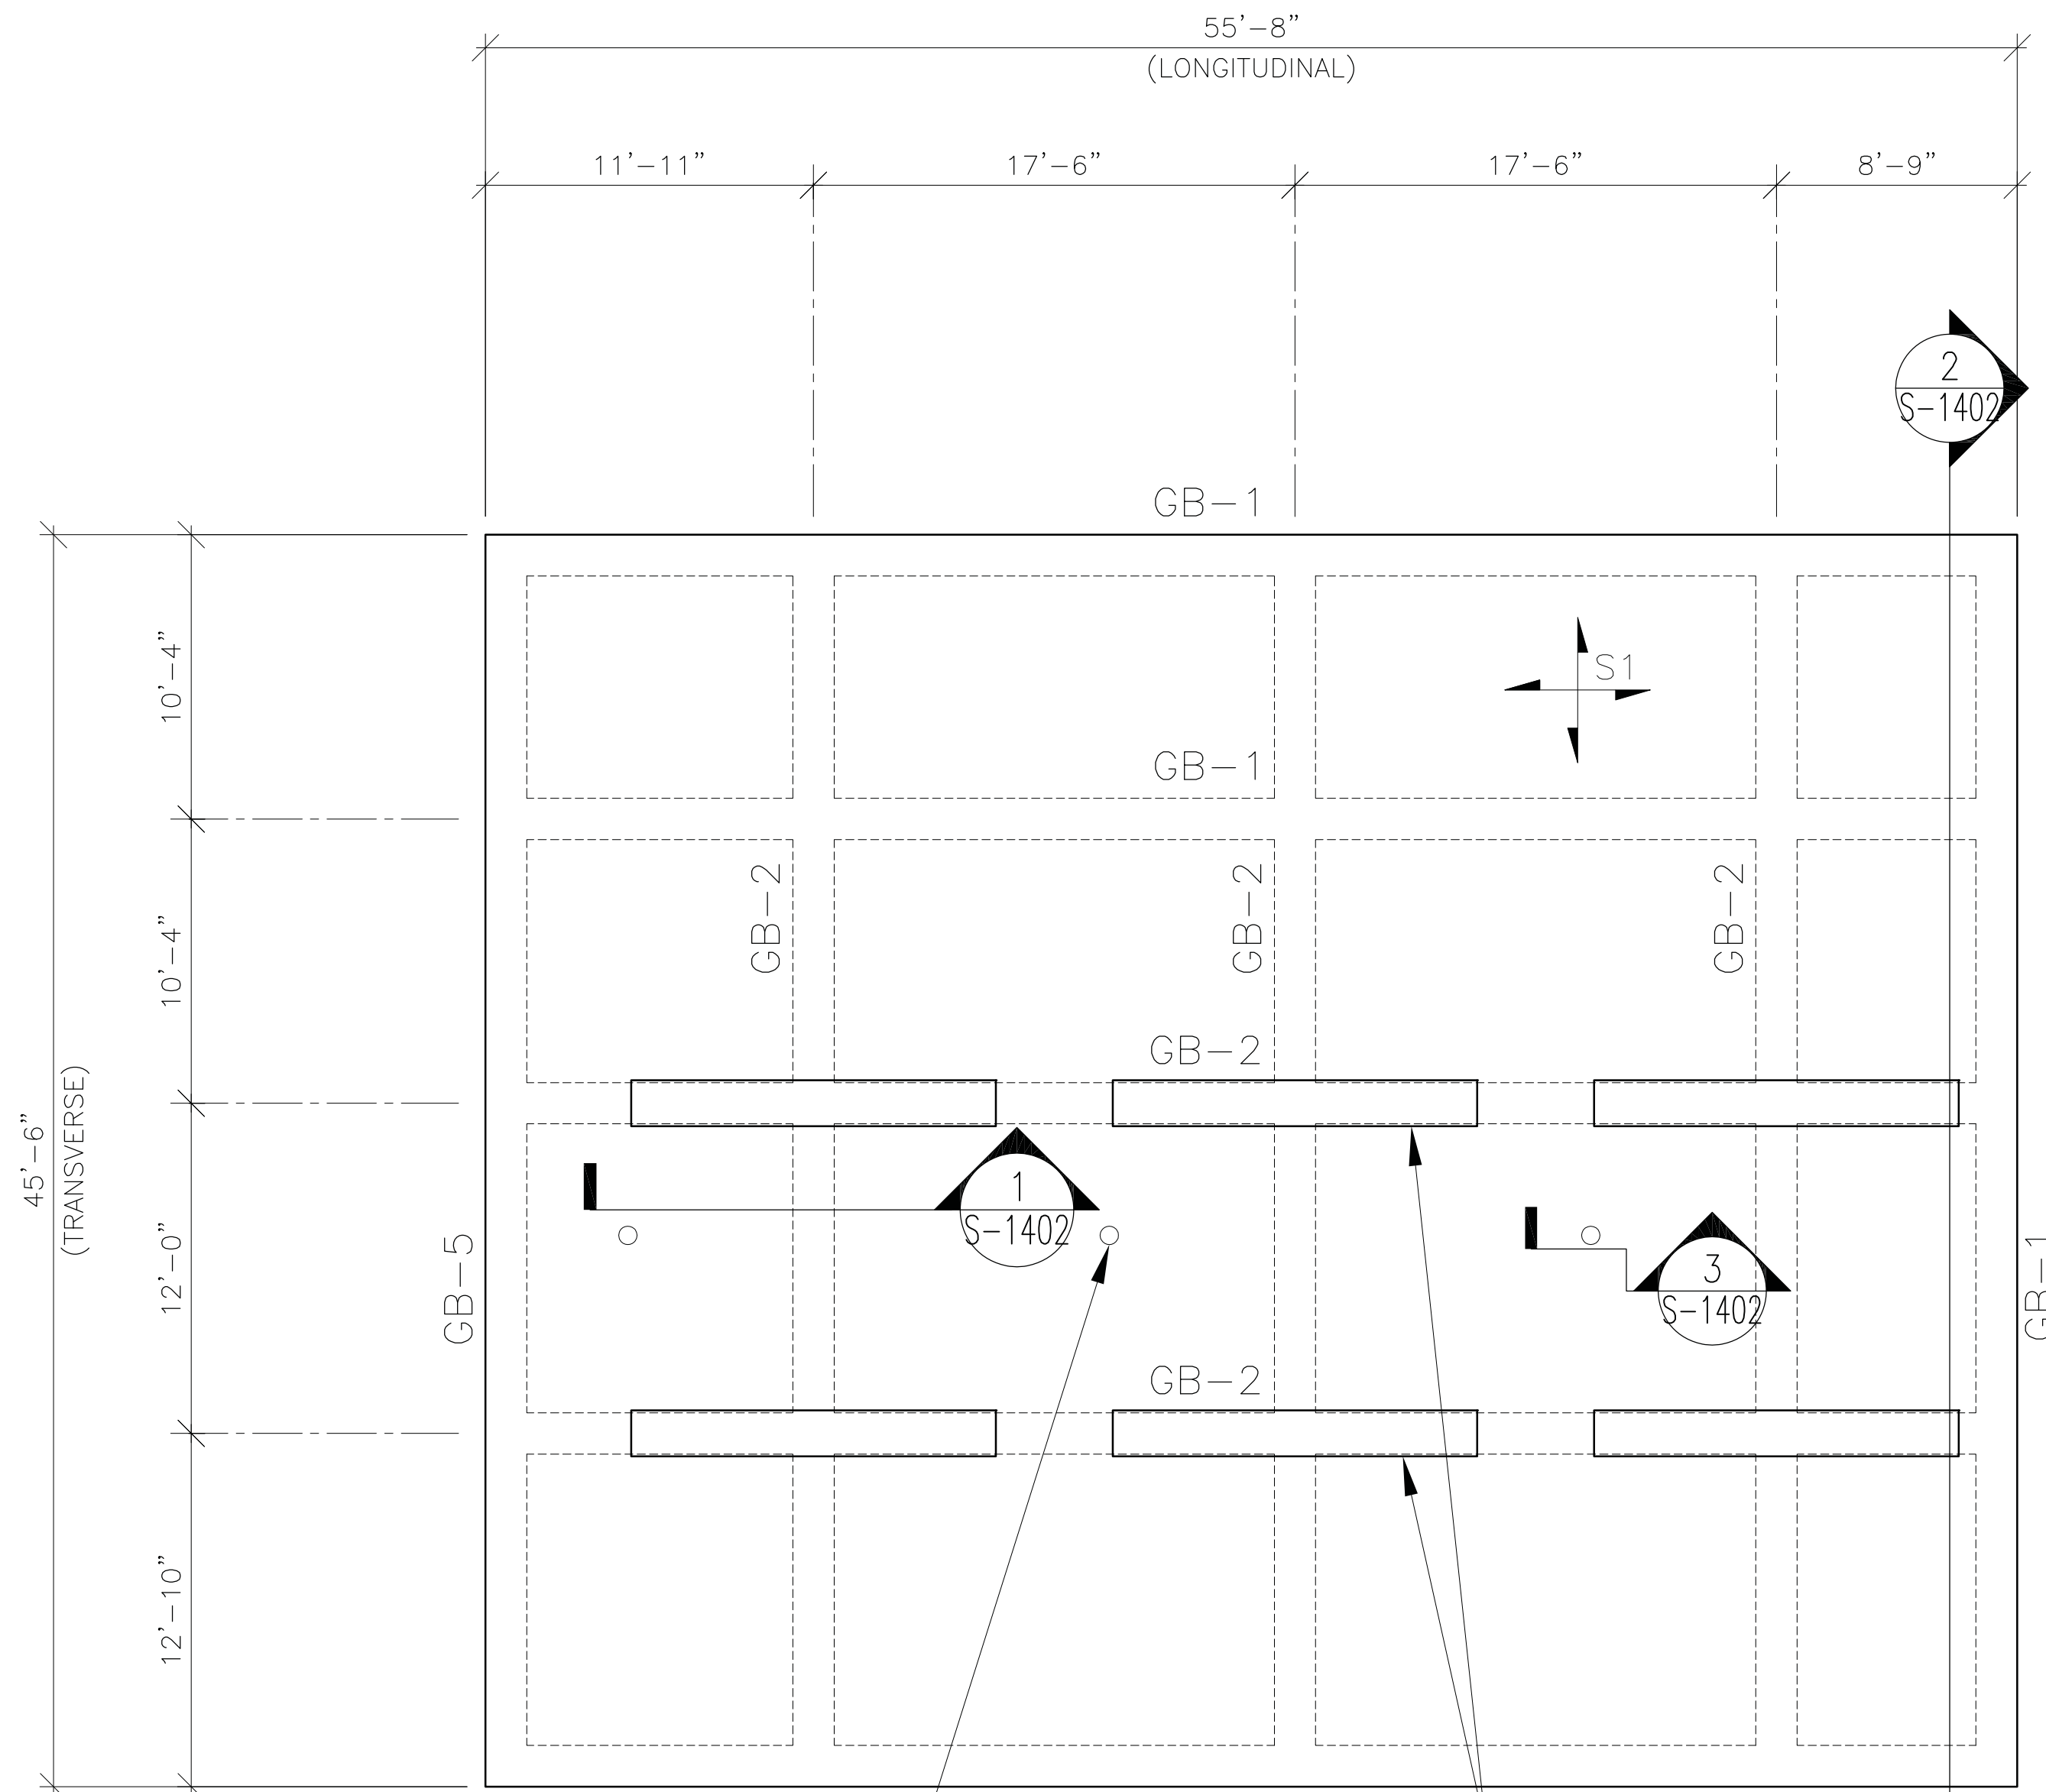 55'-8"
(LONGITUDINAL)
11'-11"
17'-6"
17'-6"
8'-9"
2
S-1402
GB-1
10'-4"
S1
GB-1
10'-4"
GB-2
GB-2
GB-2
GB-2
45'-6"
(TRANSVERSE)
12'-0"
GB-5
1
S-1402
3
S-1402
GB-1
GB-2
12'-10"